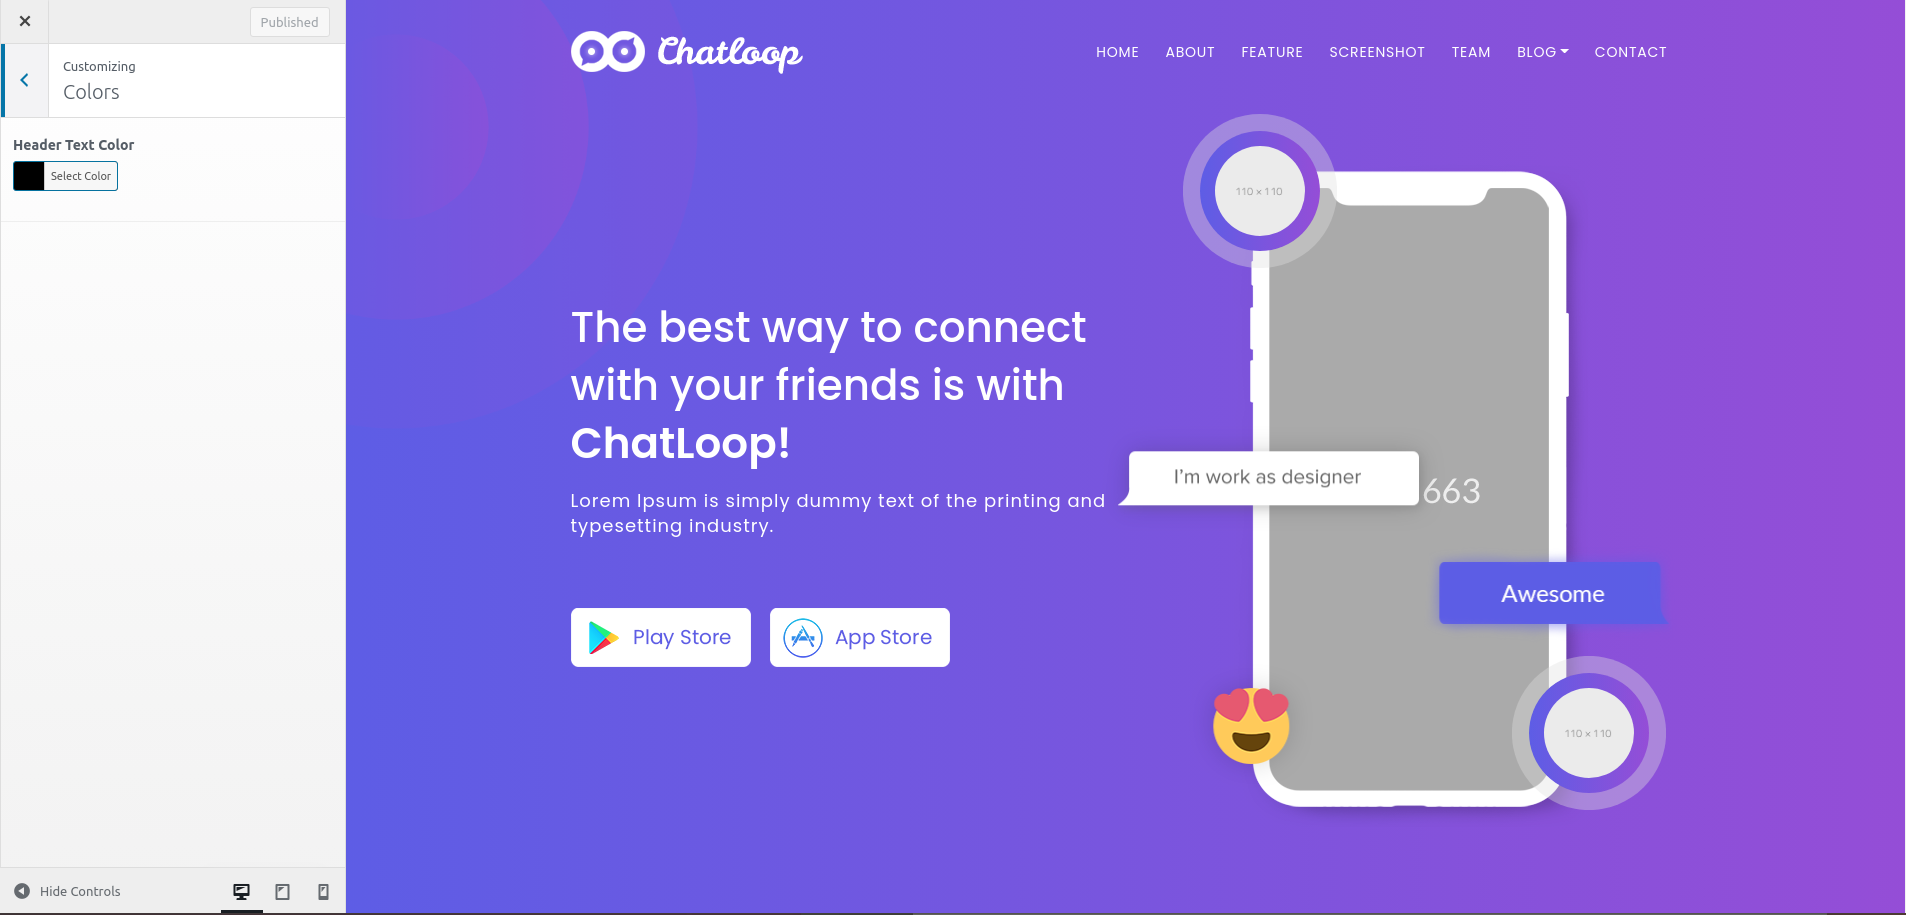 Published
Customizing
Colors
Header Text Color
Select Color
Hide Controls
Chatloop
HOME ABOUT FEATURE SCREENSHOT TEAM BLOG CONTACT
The best way to connect
with your friends is with
ChatLoop!
Lorem Ipsum is simply dummy text of the printing and
typesetting industry.
Play Store
App Store
110 × 110
I'm work as designer
663
Awesome
110 × 110